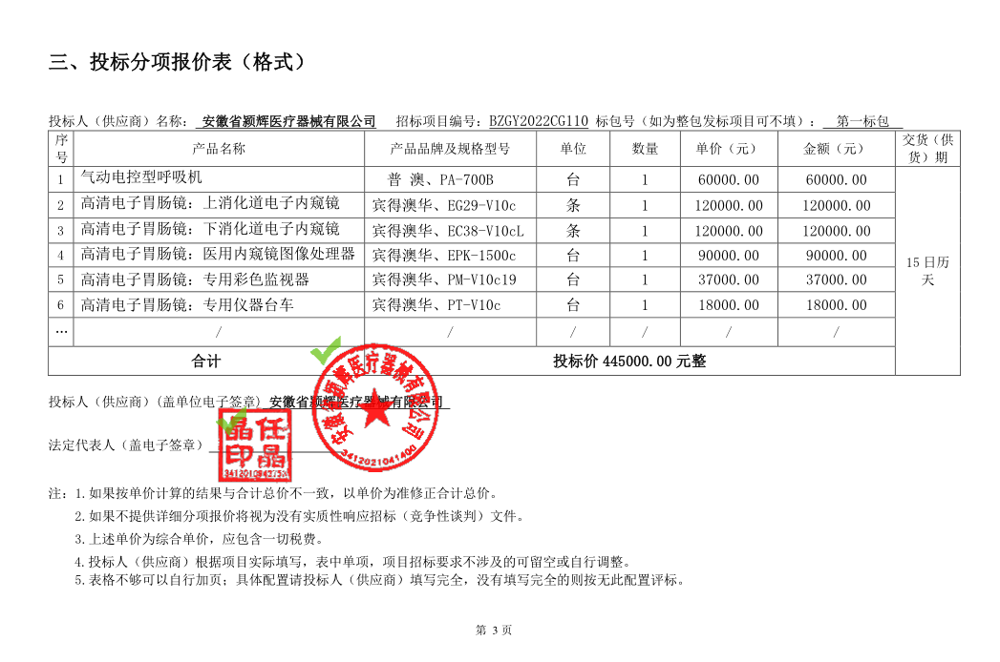 三、投标分项报价表（格式）
投标人（供应商）名称： 安徽省颍辉医疗器械有限公司 招标项目编号：BZGY2022CG110 标包号（如为整包发标项目可不填）： 第一标包
序号 产品名称 产品品牌及规格型号 单位 数量 单价（元） 金额（元） 交货（供货）期
1 气动电控型呼吸机 普 澳、PA-700B 台 1 60000.00 60000.00
2 高清电子胃肠镜：上消化道电子内窥镜 宾得澳华、EG29-V10c 条 1 120000.00 120000.00
3 高清电子胃肠镜：下消化道电子内窥镜 宾得澳华、EC38-V10cL 条 1 120000.00 120000.00
4 高清电子胃肠镜：医用内窥镜图像处理器 宾得澳华、EPK-1500c 台 1 90000.00 90000.00
15日历天
5 高清电子胃肠镜：专用彩色监视器 宾得澳华、PM-V10c19 台 1 37000.00 37000.00
6 高清电子胃肠镜：专用仪器台车 宾得澳华、PT-V10c 台 1 18000.00 18000.00
… / / / / / /
合计 投标价 445000.00 元整
投标人（供应商）(盖单位电子签章) 安徽省颍辉医疗器械有限公司
安徽省颍辉医疗器械有限公司
3412021041400
法定代表人（盖电子签章）
任晶晶印
注：1.如果按单价计算的结果与合计总价不一致，以单价为准修正合计总价。
2.如果不提供详细分项报价将视为没有实质性响应招标（竞争性谈判）文件。
3.上述单价为综合单价，应包含一切税费。
4.投标人（供应商）根据项目实际填写，表中单项，项目招标要求不涉及的可留空或自行调整。
5.表格不够可以自行加页；具体配置请投标人（供应商）填写完全，没有填写完全的则按无此配置评标。
第 3 页